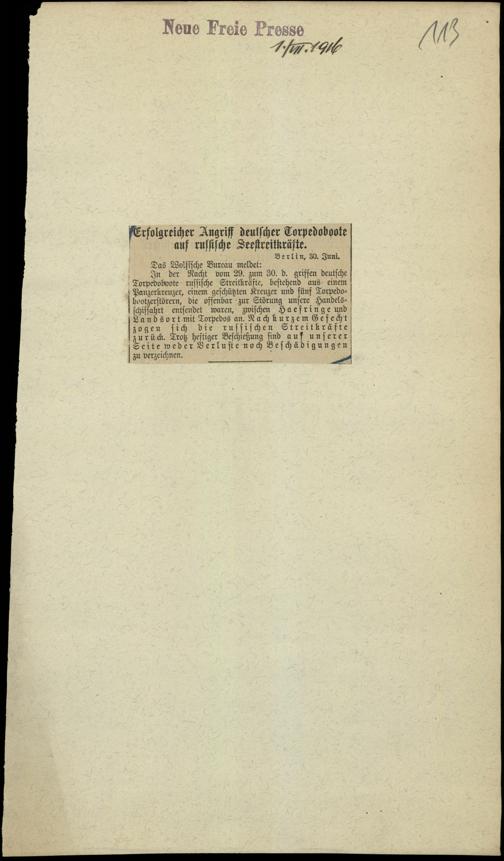 Neue Freie Presse
1./VII.1916
113
Erfolgreicher Angriff deutscher Torpedoboote
auf russische Seestreitkräfte.
Berlin, 30. Juni.
Das Wolffsche Bureau meldet:
In der Nacht vom 29. zum 30. d. griffen deutsche
Torpedoboote russische Streitkräfte, bestehend aus einem
Panzerkreuzer, einem geschützten Kreuzer und fünf Torpedo-
bootzerstörern, die offenbar zur Störung unsere Handels-
schiffahrt entsendet waren, zwischen Haefringe und
Landsort mit Torpedos an. Nach kurzem Gefecht
zogen sich die russischen Streitkräfte
zurück. Trotz heftiger Beschießung sind auf unserer
Seite weder Verluste noch Beschädigungen
zu verzeichnen.